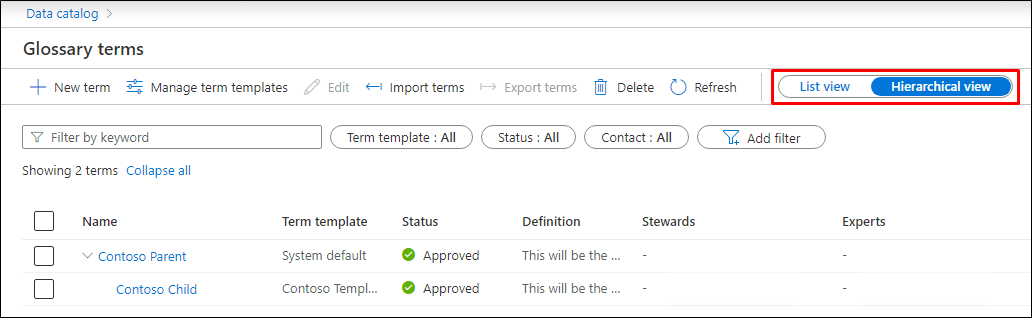 Data catalog
Glossary terms
New term Manage term templates Edit Import terms Export terms Delete Refresh List view Hierarchical view
Filter by keyword Term template : All Status : All Contact : All Add filter
Showing 2 terms Collapse all
Name Term template Status Definition Stewards Experts
Contoso Parent System default Approved This will be the ... - -
Contoso Child Contoso Templ... Approved This will be the ... - -